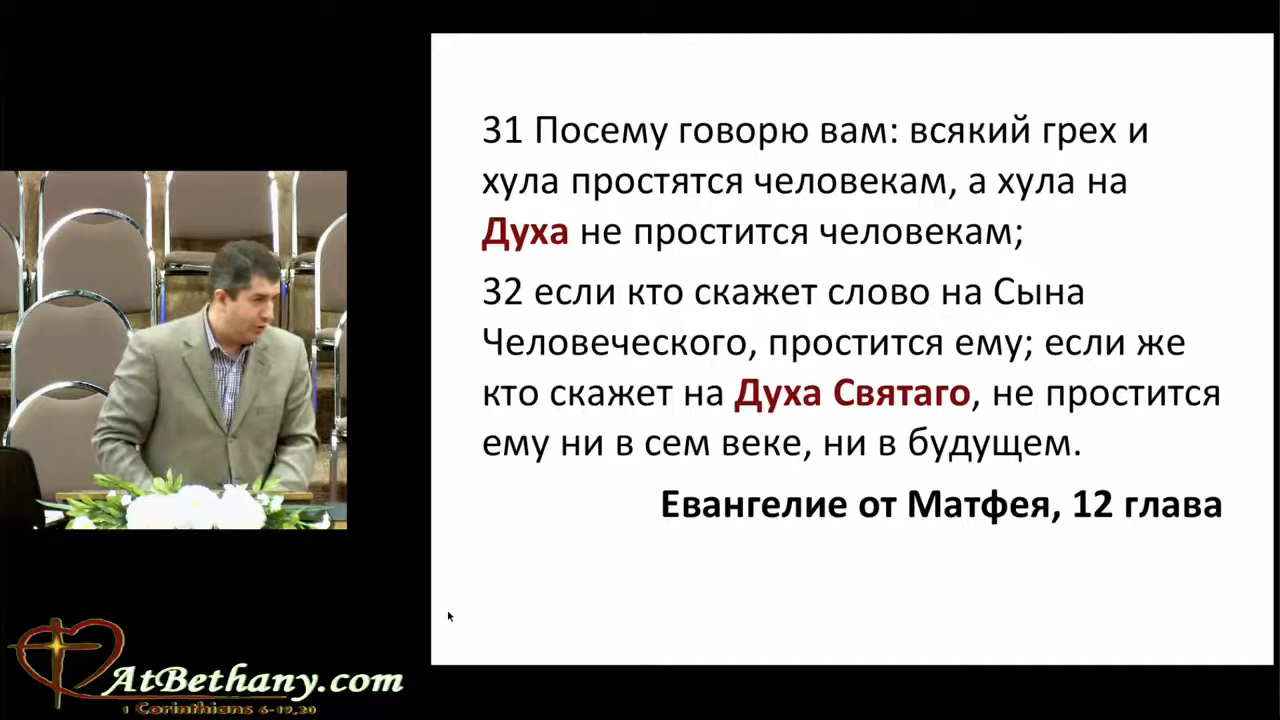 31 Посему говорю вам: всякий грех и
хула простятся человекам, а хула на
Духа не простится человекам;
32 если кто скажет слово на Сына
Человеческого, простится ему; если же
кто скажет на Духа Святаго, не простится
ему ни в сем веке, ни в будущем.
Евангелие от Матфея, 12 глава
AtBethany.com
1 Corinthians 6-19,20